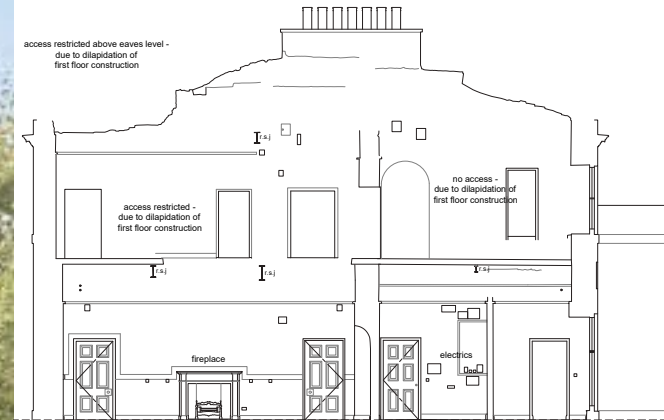 access restricted above eaves level -
due to dilapidation of
first floor construction
r.s.j
no access -
due to dilapidation of
first floor construction
access restricted -
due to dilapidation of
first floor construction
r.s.j
r.s.j
r.s.j
fireplace
electrics